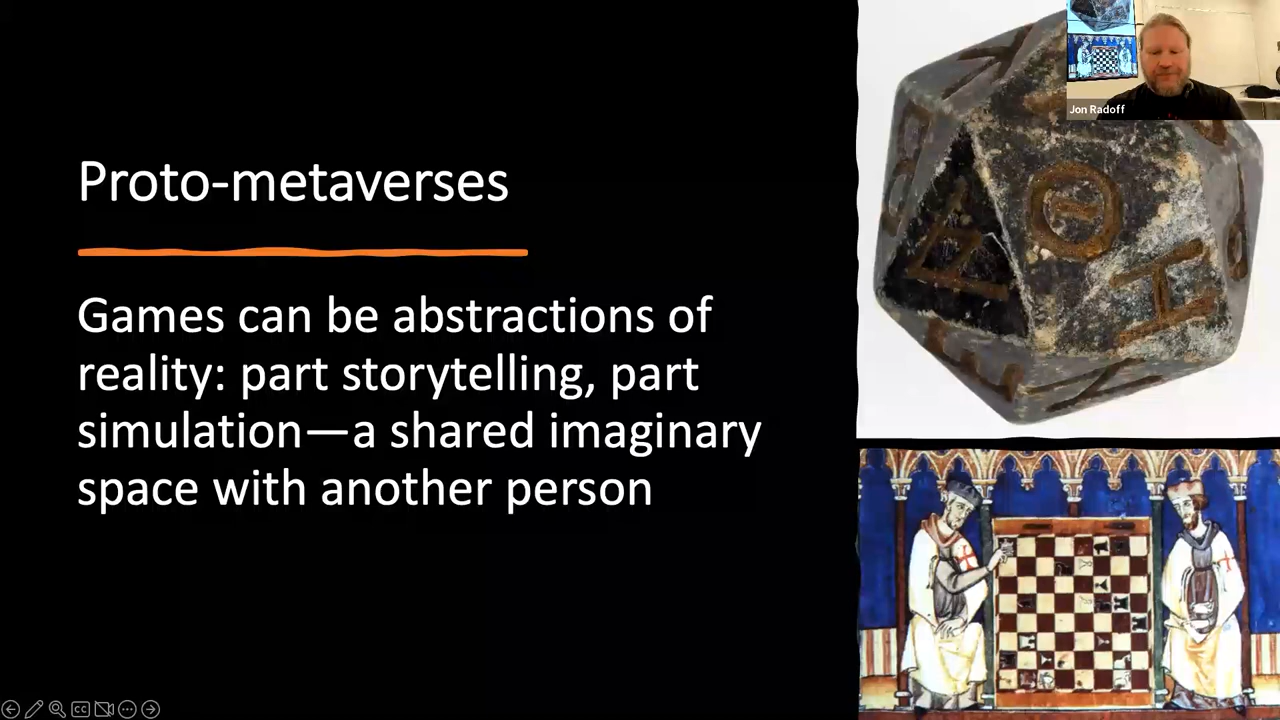 Proto-metaverses
Games can be abstractions of
reality: part storytelling, part
simulation—a shared imaginary
space with another person
Jon Radoff
Θ
H
CC